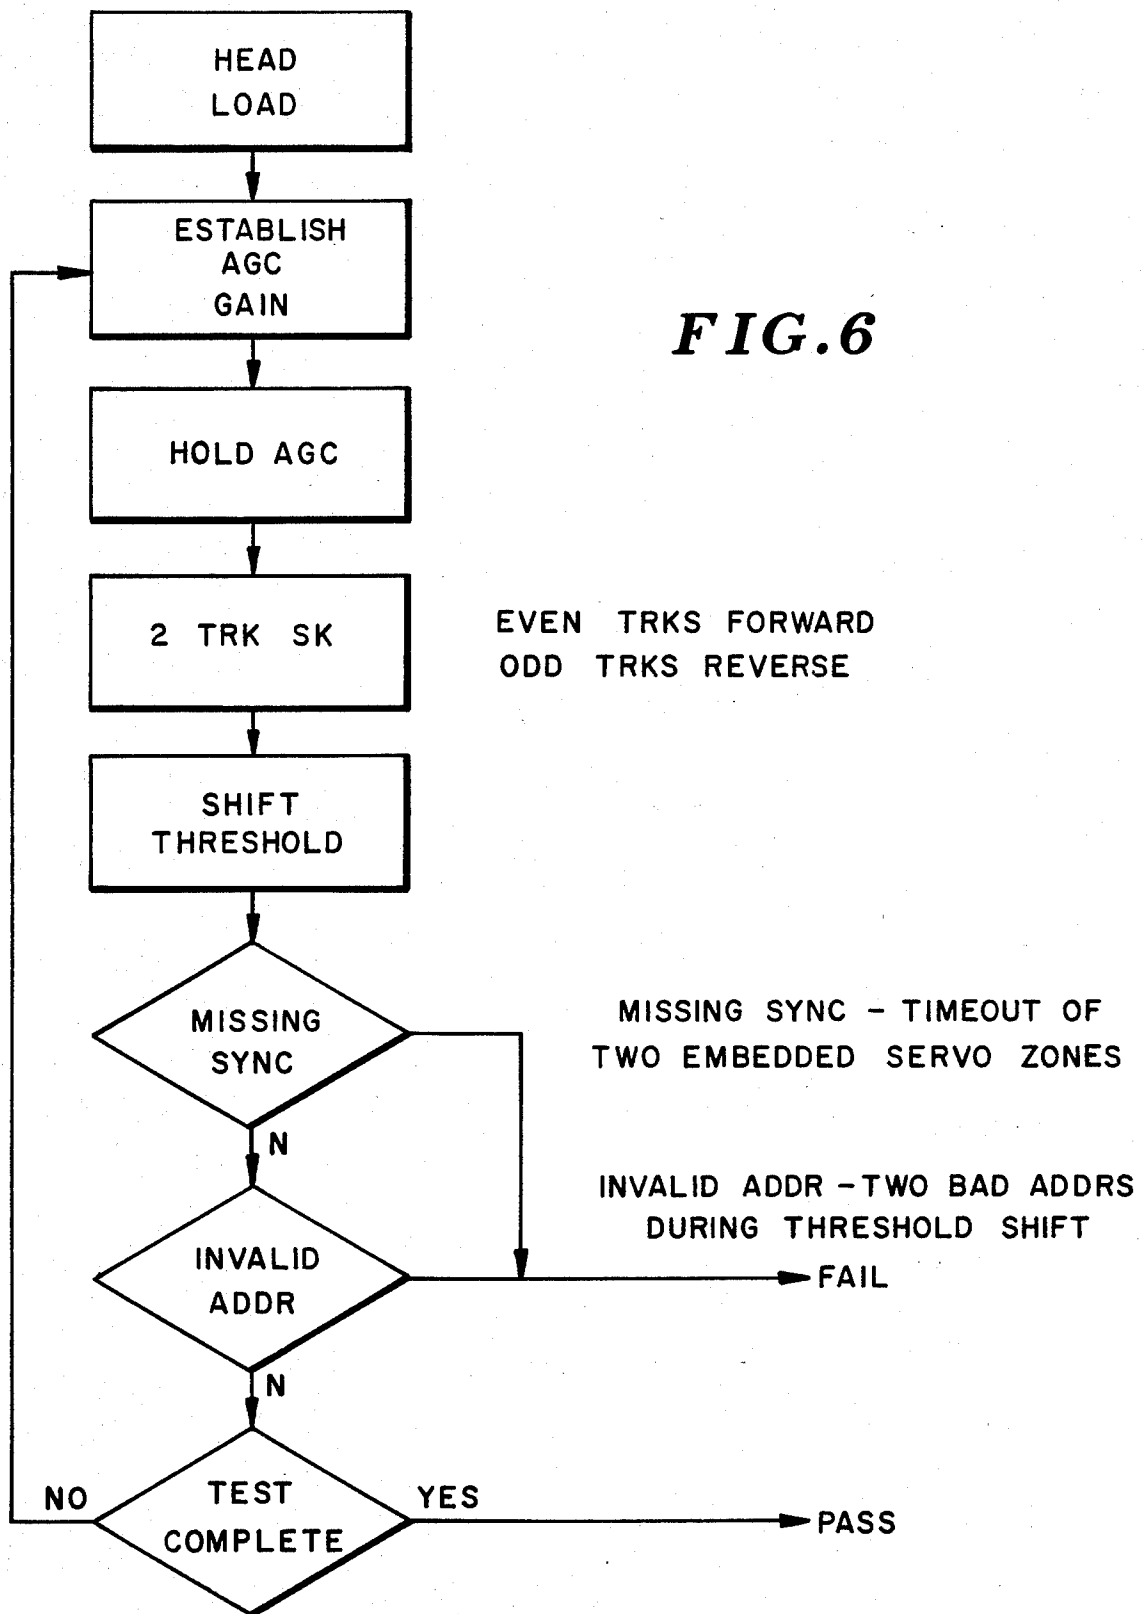 HEAD
LOAD
ESTABLISH
AGC
GAIN
FIG.6
HOLD AGC
2 TRK SK
EVEN TRKS FORWARD
ODD TRKS REVERSE
SHIFT
THRESHOLD
MISSING
SYNC
MISSING SYNC - TIMEOUT OF
TWO EMBEDDED SERVO ZONES
N
INVALID ADDR - TWO BAD ADDRS
DURING THRESHOLD SHIFT
INVALID
ADDR
FAIL
N
NO
TEST
COMPLETE
YES
PASS